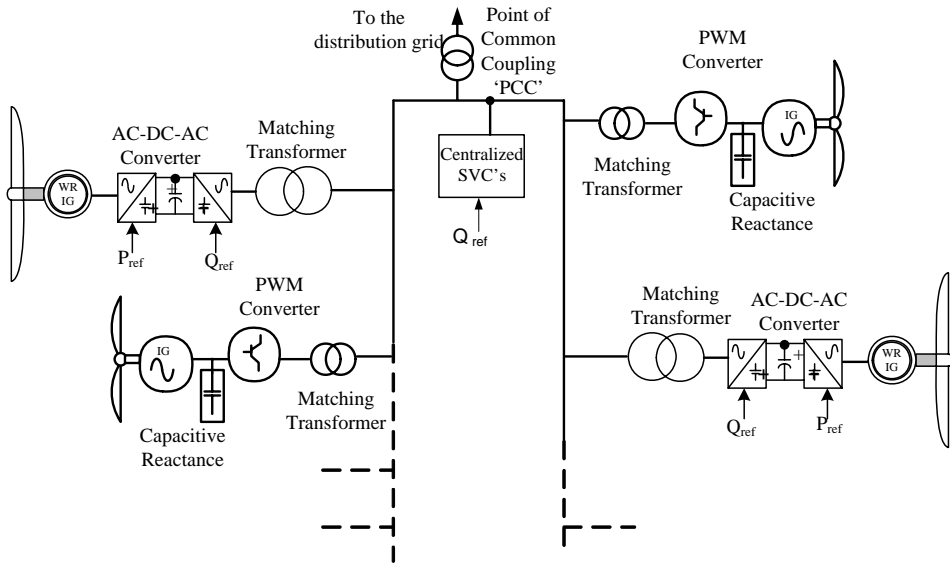 To the
distribution grid
Point of
Common
Coupling
‘PCC’
PWM
Converter
IG
Matching
Transformer
Capacitive
Reactance
AC-DC-AC
Converter
Matching
Transformer
WR
IG
+
P ref
Q ref
Centralized
SVC's
Q ref
PWM
Converter
IG
Matching
Transformer
Capacitive
Reactance
Matching
Transformer
AC-DC-AC
Converter
+
WR
IG
Q ref
P ref